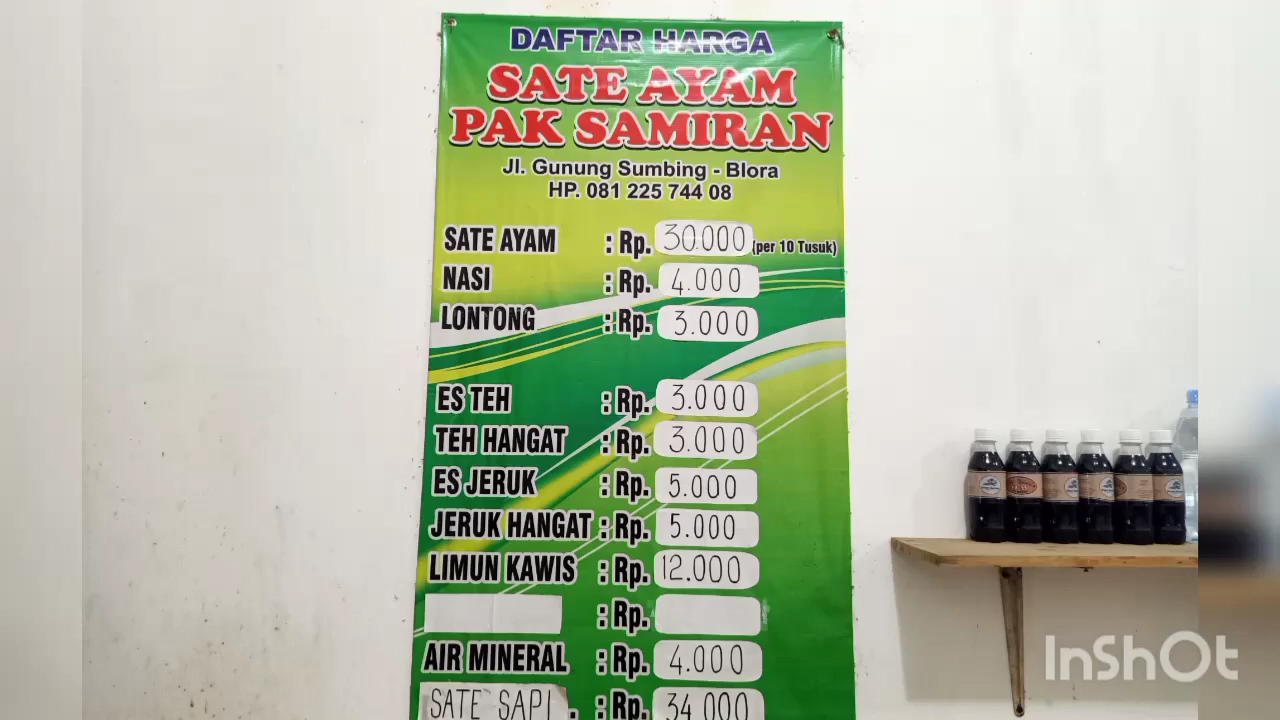 DAFTAR HARGA
SATE AYAM
PAK SAMIRAN
Jl. Gunung Sumbing - Blora
HP. 081 225 744 08
SATE AYAM : Rp. 30.000 (per 10 Tusuk)
NASI : Rp. 4.000
LONTONG : Rp. 3.000
ES TEH : Rp. 3.000
TEH HANGAT : Rp. 3.000
ES JERUK : Rp. 5.000
JERUK HANGAT : Rp. 5.000
LIMUN KAWIS : Rp. 12.000
: Rp.
AIR MINERAL : Rp. 4.000
SATE SAPI : Rp. 34.000
InShOt